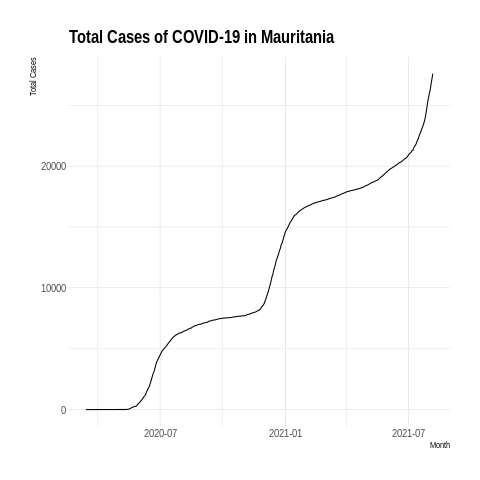 Total Cases of COVID-19 in Mauritania
Total Cases
20000
10000
0
2020-07
2021-01
2021-07
Month